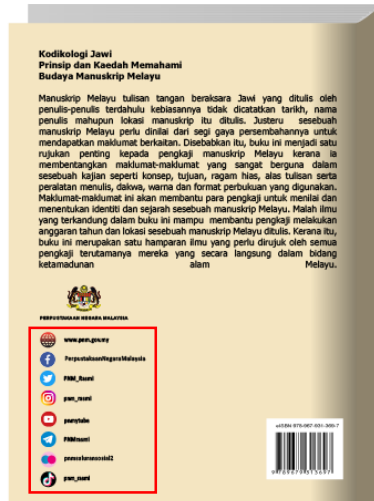 Kodikologi Jawi
Prinsip dan Kaedah Memahami
Budaya Manuskrip Melayu
Manuskrip Melayu tulisan tangan beraksara Jawi yang ditulis oleh
penulis-penulis terdahulu kebiasannya tidak dicatatkan tarikh, nama
penulis mahupun lokasi manuskrip itu ditulis. Justeru sesebuah
manuskrip Melayu perlu dinilai dari segi gaya persembahannya untuk
mendapatkan maklumat berkaitan. Disebabkan itu, buku ini menjadi satu
rujukan penting kepada pengkaji manuskrip Melayu kerana ia
membentangkan maklumat-maklumat yang sangat berguna dalam
sesebuah kajian seperti konsep, tujuan, ragam hias, alas tulisan serta
peralatan menulis, dakwa, warna dan format perbukuan yang digunakan.
Maklumat-maklumat ini akan membantu para pengkaji untuk menilai dan
menentukan identiti dan sejarah sesebuah manuskrip Melayu. Malah ilmu
yang terkandung dalam buku ini mampu membantu pengkaji melakukan
anggaran tahun dan lokasi sesebuah manuskrip Melayu ditulis. Kerana itu,
buku ini merupakan satu hamparan ilmu yang perlu dirujuk oleh semua
pengkaji terutamanya mereka yang secara langsung dalam bidang
ketamadunan alam Melayu.
PERPUSTAKAAN NEGARA MALAYSIA
www.pnm.gov.my
PerpustakaanNegaraMalaysia
PNM_Rasmi
pnm_rasmi
pnmytube
PNMrasmi
pnm_rasmi